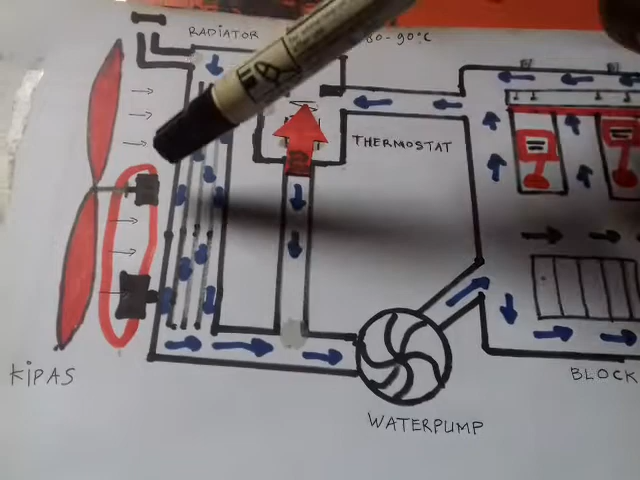 RADIATOR
80-90°C
THERMOSTAT
KIPAS
WATERPUMP
BLOCK